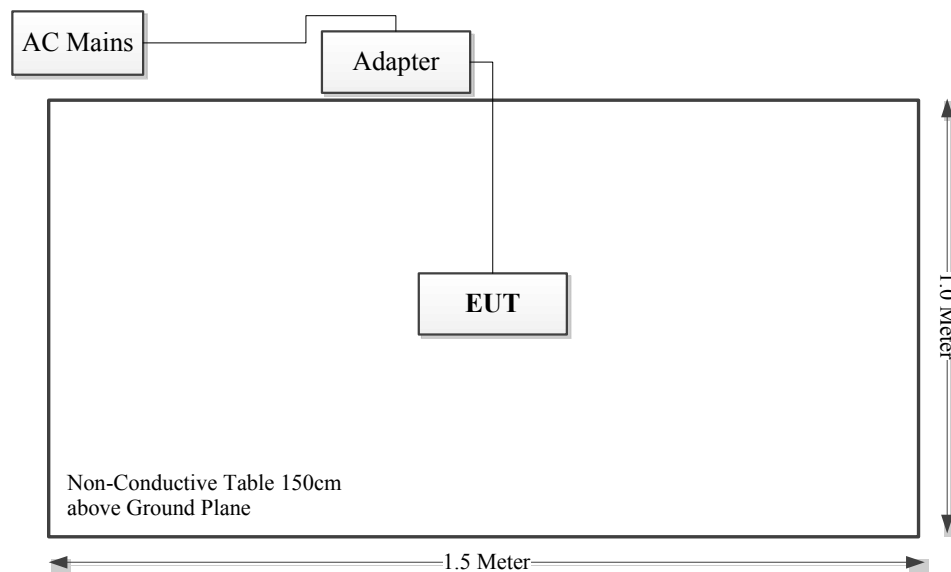 AC Mains
Adapter
EUT
1.0 Meter
Non-Conductive Table 150cm
above Ground Plane
1.5 Meter